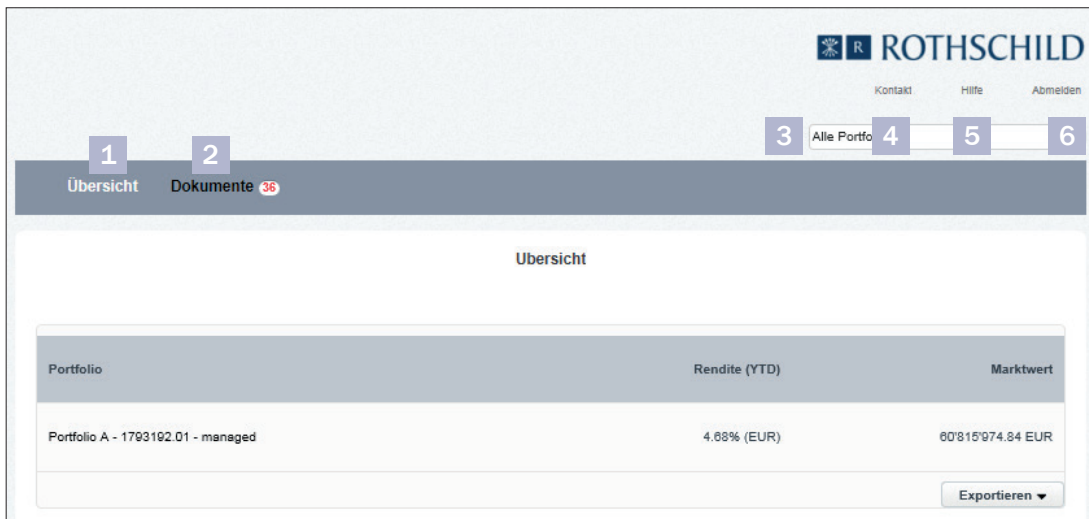 R ROTHSCHILD
Kontakt Hilfe Abmelden
3 Alle Portfo 4 5 6
1 2
Übersicht Dokumente 36
Ubersicht
Portfolio Rendite (YTD) Marktwert
Portfolio A - 1793192.01 - managed 4.68% (EUR) 60'815'974.84 EUR
Exportieren